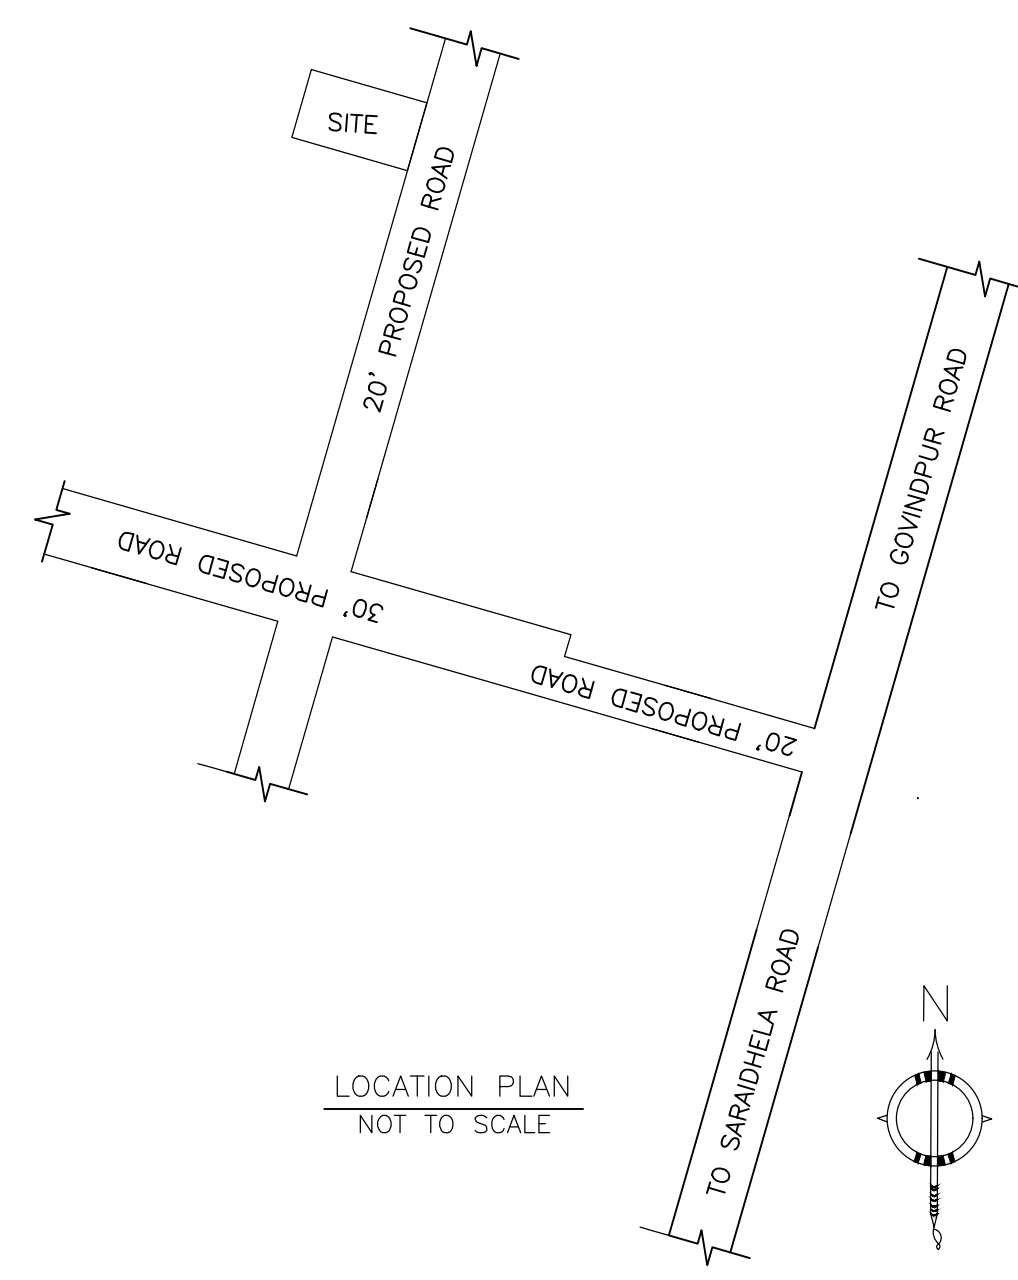 SITE
20' PROPOSED ROAD
TO GOVINDPUR ROAD
30' PROPOSED ROAD
20' PROPOSED ROAD
TO SARAIDHELA ROAD
N
LOCATION PLAN
NOT TO SCALE